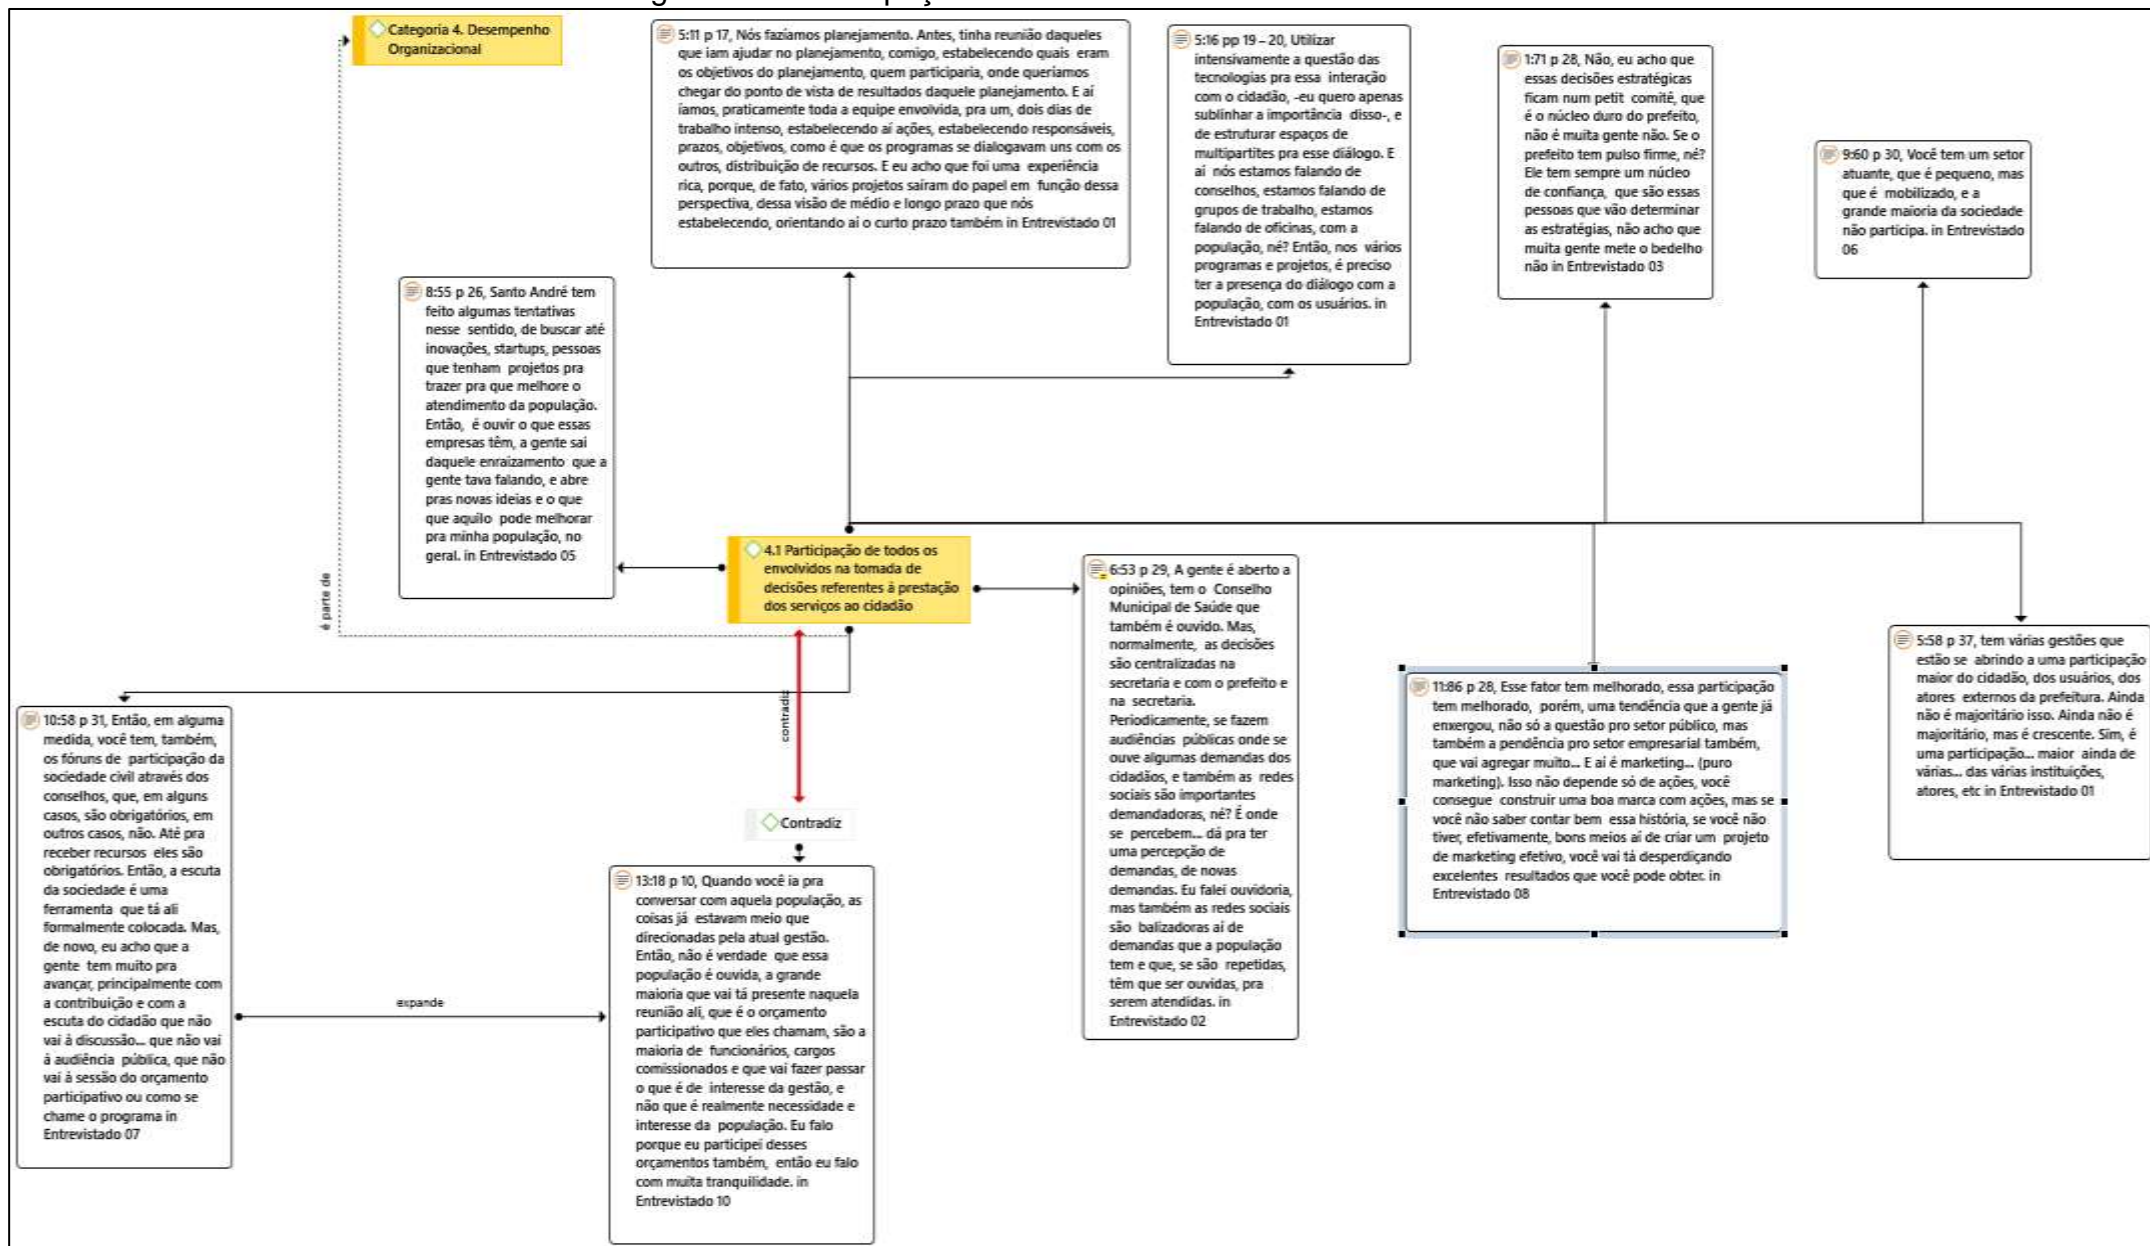 Categoria 4. Desempenho
Organizacional
5:11 p 17, Nós fazíamos planejamento. Antes, tinha reunião daqueles
que iam ajudar no planejamento, comigo, estabelecendo quais eram
os objetivos do planejamento, quem participaria, onde queríamos
chegar do ponto de vista de resultados daquele planejamento. E aí
íamos, praticamente toda a equipe envolvida, pra um, dois dias de
trabalho intenso, estabelecendo aí ações, estabelecendo responsáveis,
prazos, objetivos, como é que os programas se dialogavam uns com os
outros, distribuição de recursos. E eu acho que foi uma experiência
rica, porque, de fato, vários projetos saíram do papel em função dessa
perspectiva, dessa visão de médio e longo prazo que nós
estabelecendo, orientando aí o curto prazo também in Entrevistado 01
5:16 pp 19 – 20, Utilizar
intensivamente a questão das
tecnologias pra essa interação
com o cidadão, -eu quero apenas
sublinhar a importância disso-, e
de estruturar espaços de
multipartites pra esse diálogo. E
aí nós estamos falando de
conselhos, estamos falando de
grupos de trabalho, estamos
falando de oficinas, com a
população, né? Então, nos vários
programas e projetos, é preciso
ter a presença do diálogo com a
população, com os usuários. in
Entrevistado 01
1:71 p 28, Não, eu acho que
essas decisões estratégicas
ficam num petit comitê, que
é o núcleo duro do prefeito,
não é muita gente não. Se o
prefeito tem pulso firme, né?
Ele tem sempre um núcleo
de confiança, que são essas
pessoas que vão determinar
as estratégias, não acho que
muita gente mete o bedelho
não in Entrevistado 03
9:60 p 30, Você tem um setor
atuante, que é pequeno, mas
que é mobilizado, e a
grande maioria da sociedade
não participa. in Entrevistado
06
8:55 p 26, Santo André tem
feito algumas tentativas
nesse sentido, de buscar até
inovações, startups, pessoas
que tenham projetos pra
trazer pra que melhore o
atendimento da população.
Então, é ouvir o que essas
empresas têm, a gente sai
daquele enraizamento que a
gente tava falando, e abre
pras novas ideias e o que
que aquilo pode melhorar
pra minha população, no
geral. in Entrevistado 05
é parte de
4.1 Participação de todos os
envolvidos na tomada de
decisões referentes à prestação
dos serviços ao cidadão
6:53 p 29, A gente é aberto a
opiniões, tem o Conselho
Municipal de Saúde que
também é ouvido. Mas,
normalmente, as decisões
são centralizadas na
secretaria e com o prefeito e
na secretaria.
Periodicamente, se fazem
audiências públicas onde se
ouve algumas demandas dos
cidadãos, e também as redes
sociais são importantes
demandadoras, né? É onde
se percebem... dá pra ter
uma percepção de
demandas, de novas
demandas. Eu falei ouvidoria,
mas também as redes sociais
são balizadoras aí de
demandas que a população
tem e que, se são repetidas,
têm que ser ouvidas, pra
serem atendidas. in
Entrevistado 02
11:86 p 28, Esse fator tem melhorado, essa participação
tem melhorado, porém, uma tendência que a gente já
enxergou, não só a questão pro setor público, mas
também a pendência pro setor empresarial também,
que vai agregar muito... E aí é marketing... (puro
marketing). Isso não depende só de ações, você
consegue construir uma boa marca com ações, mas se
você não saber contar bem essa história, se você não
tiver, efetivamente, bons meios aí de criar um projeto
de marketing efetivo, você vai tá desperdiçando
excelentes resultados que você pode obter. in
Entrevistado 08
5:58 p 37, tem várias gestões que
estão se abrindo a uma participação
maior do cidadão, dos usuários, dos
atores externos da prefeitura. Ainda
não é majoritário isso. Ainda não é
majoritário, mas é crescente. Sim, é
uma participação... maior ainda de
várias... das várias instituições,
atores, etc in Entrevistado 01
contradiz
Contradiz
10:58 p 31, Então, em alguma
medida, você tem, também,
os fóruns de participação da
sociedade civil através dos
conselhos, que, em alguns
casos, são obrigatórios, em
outros casos, não. Até pra
receber recursos eles são
obrigatórios. Então, a escuta
da sociedade é uma
ferramenta que tá ali
formalmente colocada. Mas,
de novo, eu acho que a
gente tem muito pra
avançar, principalmente com
a contribuição e com a
escuta do cidadão que não
vai à discussão... que não vai
à audiência pública, que não
vai à sessão do orçamento
participativo ou como se
chame o programa in
Entrevistado 07
expande
13:18 p 10, Quando você ia pra
conversar com aquela população, as
coisas já estavam meio que
direcionadas pela atual gestão.
Então, não é verdade que essa
população é ouvida, a grande
maioria que vai tá presente naquela
reunião ali, que é o orçamento
participativo que eles chamam, são a
maioria de funcionários, cargos
comissionados e que vai fazer passar
o que é de interesse da gestão, e
não que é realmente necessidade e
interesse da população. Eu falo
porque eu participei desses
orçamentos também, então eu falo
com muita tranquilidade. in
Entrevistado 10